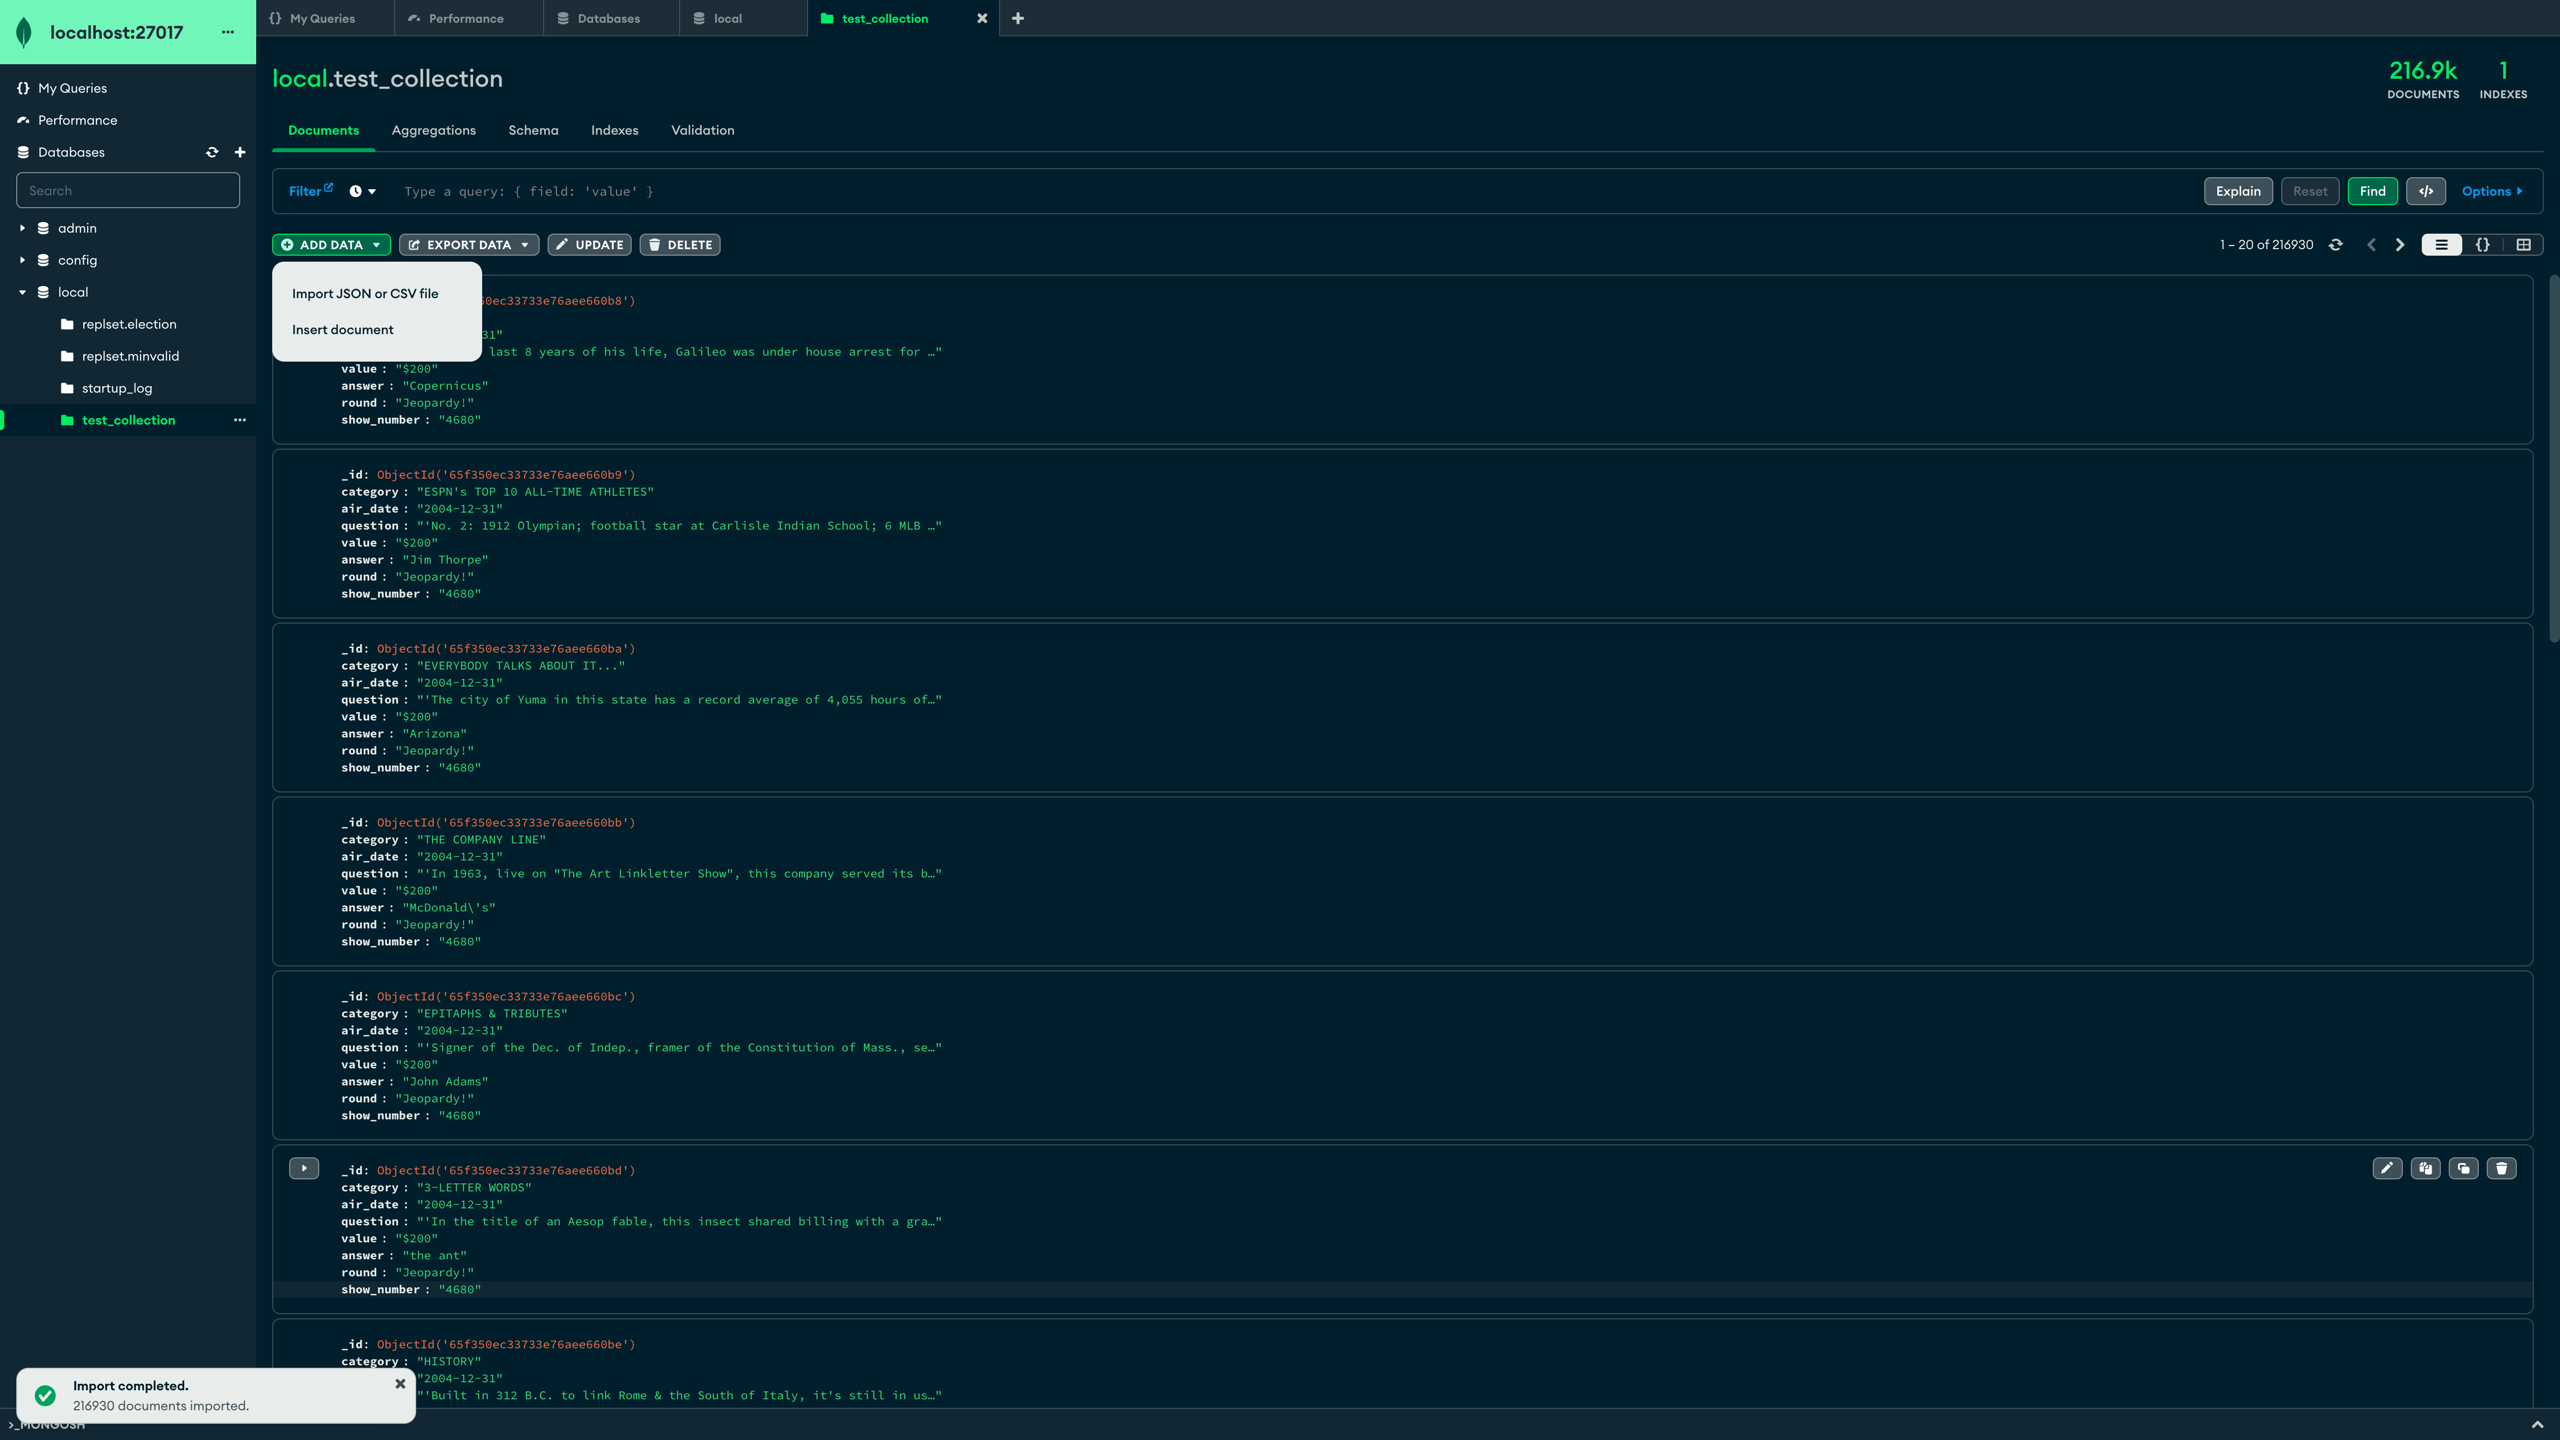 localhost:27017
My Queries
Performance
Databases
Search
admin
config
local
replset.election
replset.minvalid
startup_log
test_collection
{} My Queries
Performance
Databases
local
test_collection
local.test_collection
216.9k
DOCUMENTS
1
INDEXES
Documents
Aggregations
Schema
Indexes
Validation
Filter
Type a query: { field: 'value' }
Explain
Reset
Find
</>
Options
ADD DATA
EXPORT DATA
UPDATE
DELETE
1 – 20 of 216930
{}
Import JSON or CSV file
Insert document
50ec33733e76aee660b8')
31"
last 8 years of his life, Galileo was under house arrest for …"
value : "$200"
answer : "Copernicus"
round : "Jeopardy!"
show_number : "4680"
_id: ObjectId('65f350ec33733e76aee660b9')
category : "ESPN's TOP 10 ALL-TIME ATHLETES"
air_date : "2004-12-31"
question : "'No. 2: 1912 Olympian; football star at Carlisle Indian School; 6 MLB …"
value : "$200"
answer : "Jim Thorpe"
round : "Jeopardy!"
show_number : "4680"
_id: ObjectId('65f350ec33733e76aee660ba')
category : "EVERYBODY TALKS ABOUT IT..."
air_date : "2004-12-31"
question : "'The city of Yuma in this state has a record average of 4,055 hours of…"
value : "$200"
answer : "Arizona"
round : "Jeopardy!"
show_number : "4680"
_id: ObjectId('65f350ec33733e76aee660bb')
category : "THE COMPANY LINE"
air_date : "2004-12-31"
question : "'In 1963, live on "The Art Linkletter Show", this company served its b…"
value : "$200"
answer : "McDonald\'s"
round : "Jeopardy!"
show_number : "4680"
_id: ObjectId('65f350ec33733e76aee660bc')
category : "EPITAPHS & TRIBUTES"
air_date : "2004-12-31"
question : "'Signer of the Dec. of Indep., framer of the Constitution of Mass., se…"
value : "$200"
answer : "John Adams"
round : "Jeopardy!"
show_number : "4680"
_id: ObjectId('65f350ec33733e76aee660bd')
category : "3-LETTER WORDS"
air_date : "2004-12-31"
question : "'In the title of an Aesop fable, this insect shared billing with a gra…"
value : "$200"
answer : "the ant"
round : "Jeopardy!"
show_number : "4680"
_id: ObjectId('65f350ec33733e76aee660be')
category : "HISTORY"
"2004-12-31"
"'Built in 312 B.C. to link Rome & the South of Italy, it's still in us…"
Import completed.
216930 documents imported.
>_MONGOSH